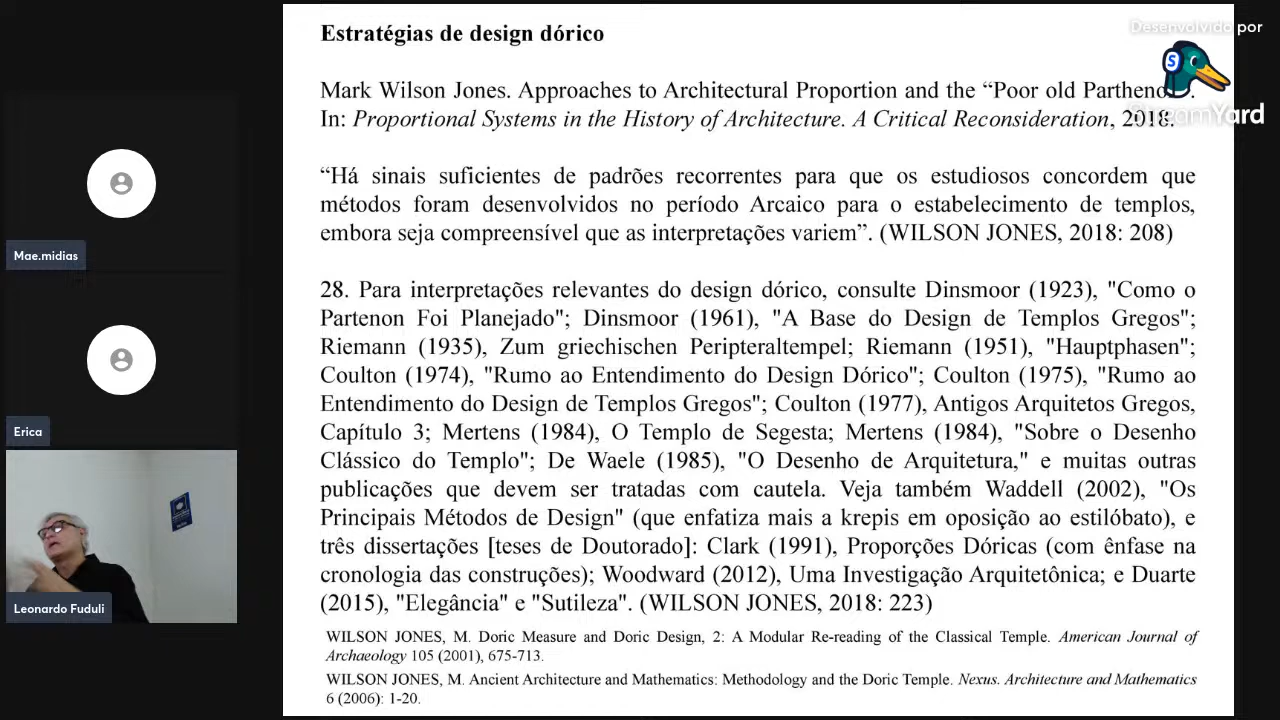 Estratégias de design dórico
Desenvolvido por
S
StreamYard
Mark Wilson Jones. Approaches to Architectural Proportion and the “Poor old Parthenon”.
In: Proportional Systems in the History of Architecture. A Critical Reconsideration, 2018.
“Há sinais suficientes de padrões recorrentes para que os estudiosos concordem que
métodos foram desenvolvidos no período Arcaico para o estabelecimento de templos,
embora seja compreensível que as interpretações variem”. (WILSON JONES, 2018: 208)
28. Para interpretações relevantes do design dórico, consulte Dinsmoor (1923), "Como o
Partenon Foi Planejado"; Dinsmoor (1961), "A Base do Design de Templos Gregos";
Riemann (1935), Zum griechischen Peripteraltempel; Riemann (1951), "Hauptphasen";
Coulton (1974), "Rumo ao Entendimento do Design Dórico"; Coulton (1975), "Rumo ao
Entendimento do Design de Templos Gregos"; Coulton (1977), Antigos Arquitetos Gregos,
Capítulo 3; Mertens (1984), O Templo de Segesta; Mertens (1984), "Sobre o Desenho
Clássico do Templo"; De Waele (1985), "O Desenho de Arquitetura," e muitas outras
publicações que devem ser tratadas com cautela. Veja também Waddell (2002), "Os
Principais Métodos de Design" (que enfatiza mais a krepis em oposição ao estilóbato), e
três dissertações [teses de Doutorado]: Clark (1991), Proporções Dóricas (com ênfase na
cronologia das construções); Woodward (2012), Uma Investigação Arquitetônica; e Duarte
(2015), "Elegância" e "Sutileza". (WILSON JONES, 2018: 223)
WILSON JONES, M. Doric Measure and Doric Design, 2: A Modular Re-reading of the Classical Temple. American Journal of
Archaeology 105 (2001), 675-713.
WILSON JONES, M. Ancient Architecture and Mathematics: Methodology and the Doric Temple. Nexus. Architecture and Mathematics
6 (2006): 1-20.
Mae.midias
Erica
Leonardo Fuduli